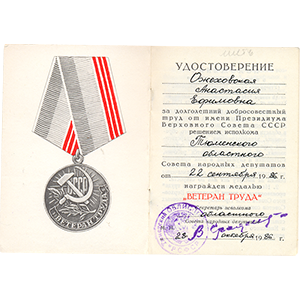 СССР
ВЕТЕРАН ТРУДА
УДОСТОВЕРЕНИЕ
Ожеховская
Анастасия
Ефимовна
за долголетний добросовестный
труд от имени Президиума
Верховного Совета СССР
решением исполкома
Тюменского
областного
Совета народных депутатов
от 22 сентября 1986 г.
награжден медалью
"ВЕТЕРАН ТРУДА"
Секретарь исполкома
областного
Совета народных депутатов
1986 г.